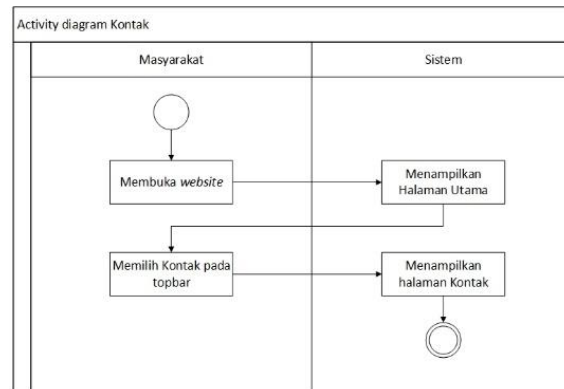 Activity diagram Kontak
Masyarakat
Sistem
Membuka website
Menampilkan
Halaman Utama
Memilih Kontak pada
topbar
Menampilkan
halaman Kontak